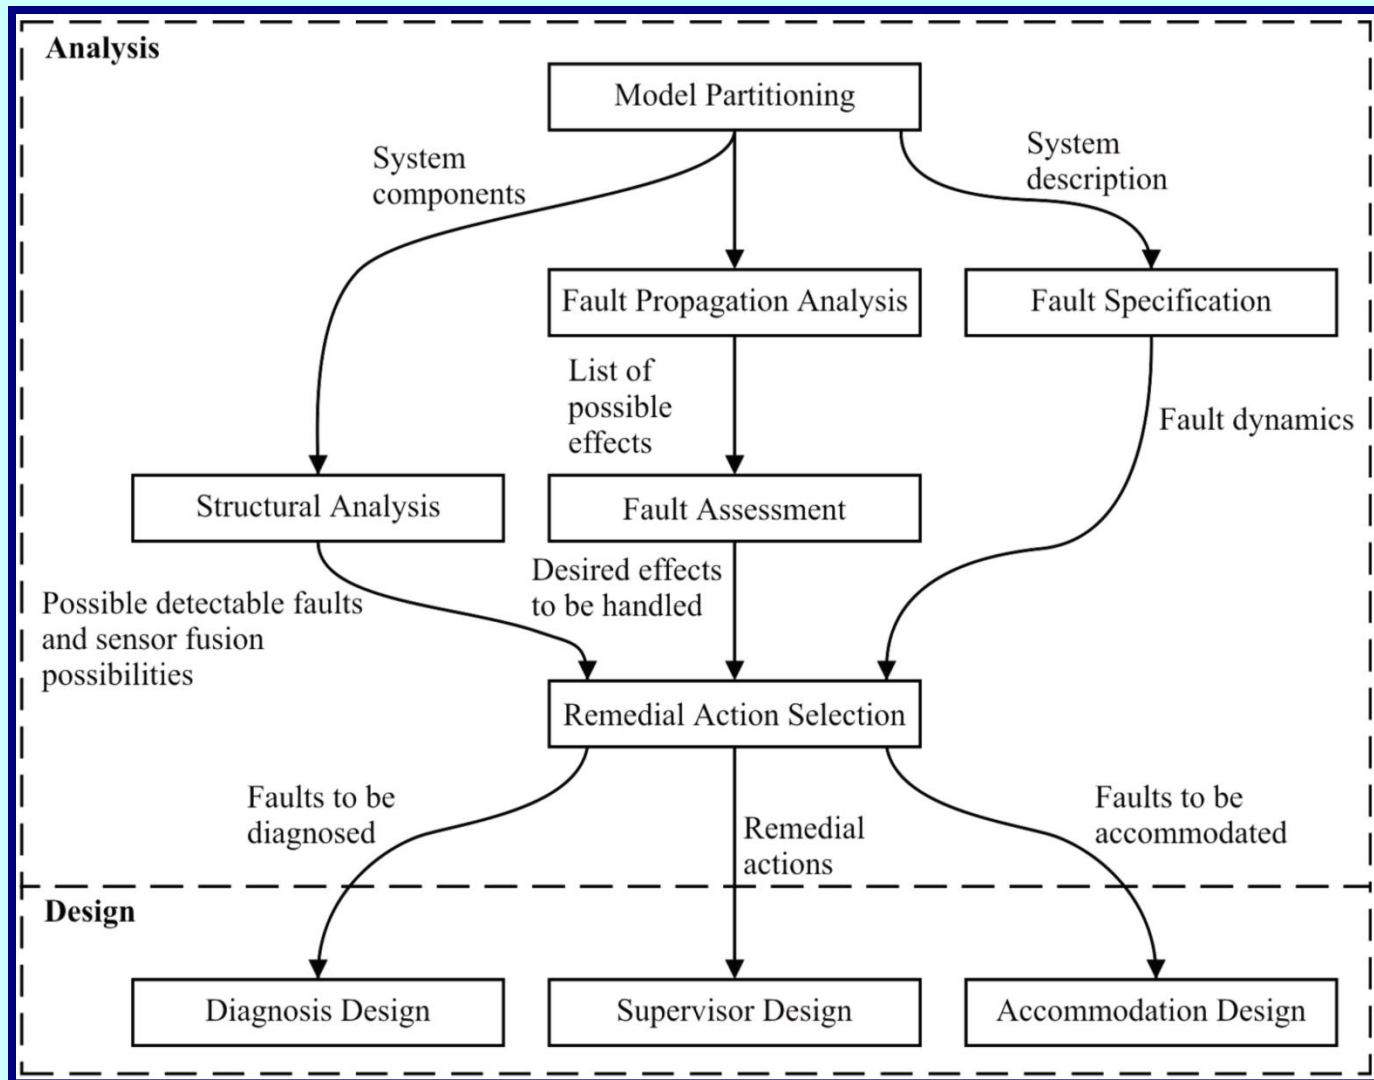 Analysis
Model Partitioning
System
components
System
description
Fault Propagation Analysis
Fault Specification
List of
possible
effects
Fault dynamics
Structural Analysis
Fault Assessment
Desired effects
to be handled
Possible detectable faults
and sensor fusion
possibilities
Remedial Action Selection
Faults to be
diagnosed
Remedial
actions
Faults to be
accommodated
Design
Diagnosis Design
Supervisor Design
Accommodation Design